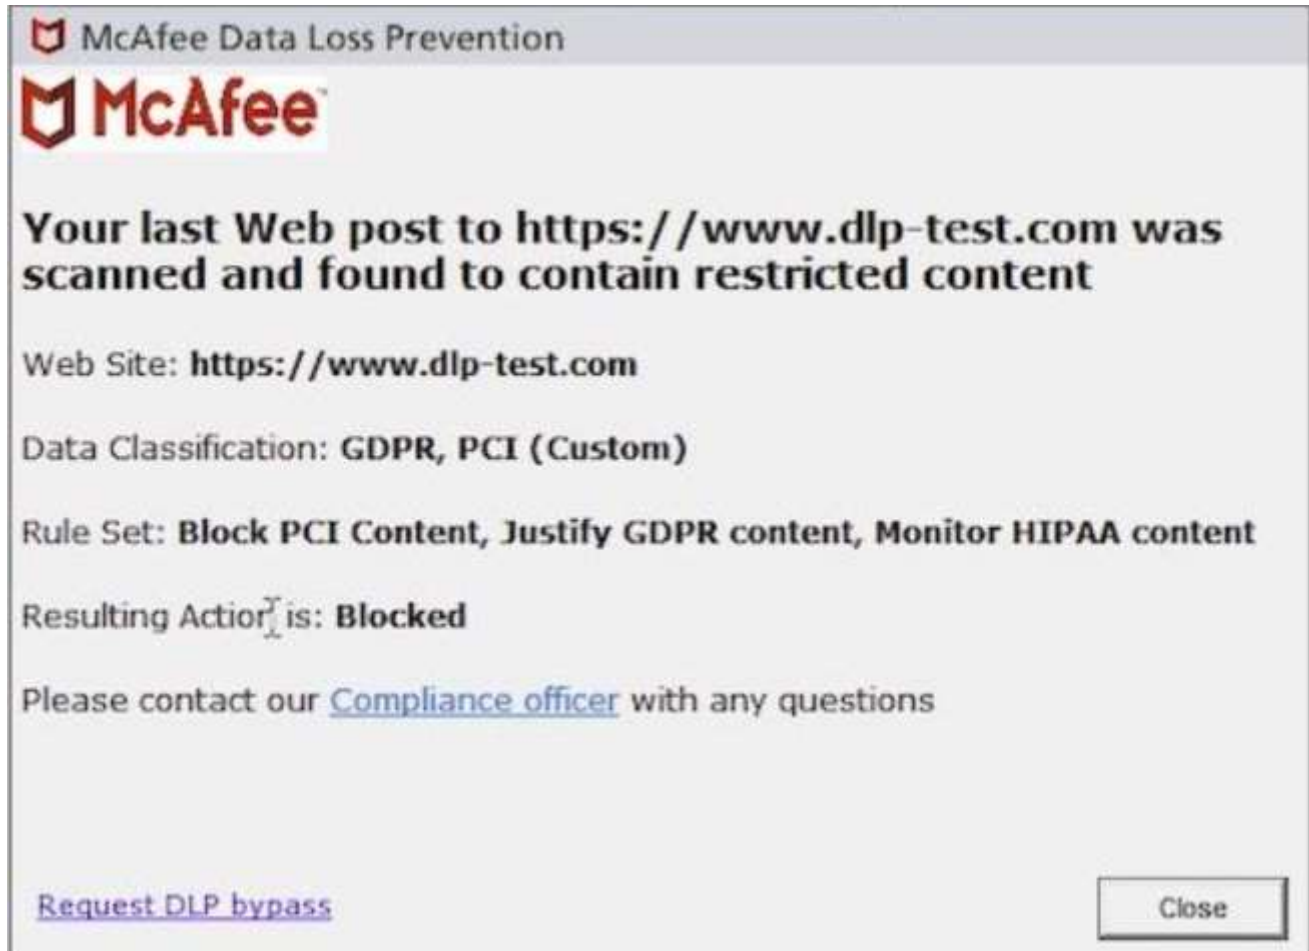 McAfee Data Loss Prevention
McAfee™
Your last Web post to https://www.dlp-test.com was
scanned and found to contain restricted content
Web Site: https://www.dlp-test.com
Data Classification: GDPR, PCI (Custom)
Rule Set: Block PCI Content, Justify GDPR content, Monitor HIPAA content
Resulting Action is: Blocked
Please contact our Compliance officer with any questions
Request DLP bypass
Close